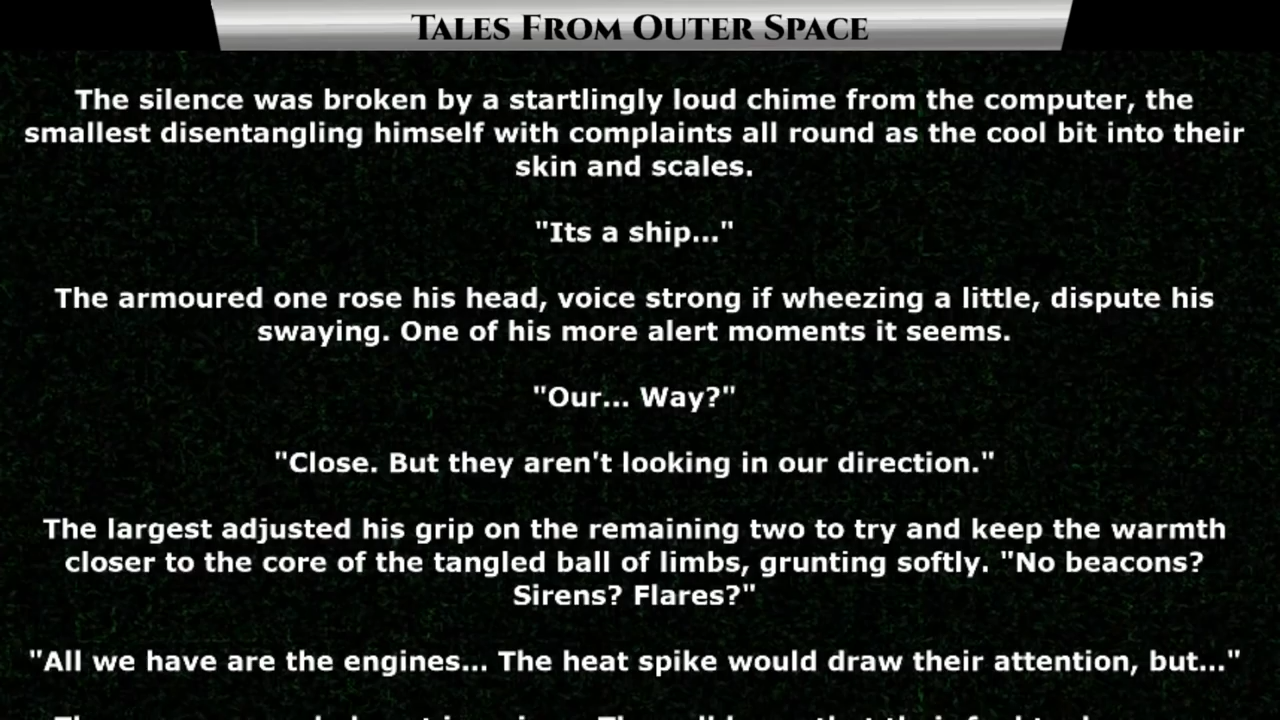 Tales From Outer Space
The silence was broken by a startlingly loud chime from the computer, the
smallest disentangling himself with complaints all round as the cool bit into their
skin and scales.
"Its a ship..."
The armoured one rose his head, voice strong if wheezing a little, dispute his
swaying. One of his more alert moments it seems.
"Our... Way?"
"Close. But they aren't looking in our direction."
The largest adjusted his grip on the remaining two to try and keep the warmth
closer to the core of the tangled ball of limbs, grunting softly. "No beacons?
Sirens? Flares?"
"All we have are the engines... The heat spike would draw their attention, but..."